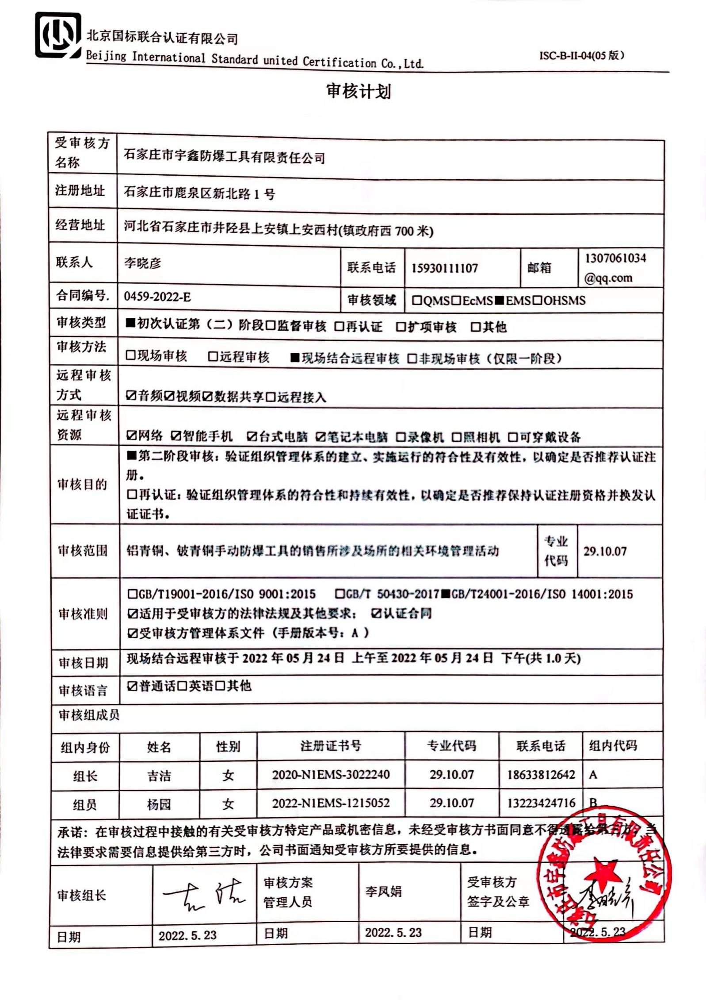 北京国标联合认证有限公司
Beijing International Standard united Certification Co.,Ltd.
ISC-B-II-04(05 版)
审核计划
受审核方名称
石家庄市宇鑫防爆工具有限责任公司
注册地址
石家庄市鹿泉区新北路 1 号
经营地址
河北省石家庄市井陉县上安镇上安西村(镇政府西 700 米)
联系人
李晓彦
联系电话
15930111107
邮箱
1307061034
@qq.com
合同编号.
0459-2022-E
审核领域
□QMS□EcMS■EMS□OHSMS
审核类型
■初次认证第（二）阶段□监督审核 □再认证 □扩项审核 □其他
审核方法
□现场审核 □远程审核 ■现场结合远程审核 □非现场审核（仅限一阶段）
远程审核
方式
☑音频☑视频☑数据共享□远程接入
远程审核
资源
☑网络 ☑智能手机 ☑台式电脑 ☑笔记本电脑 □录像机 □照相机 □可穿戴设备
审核目的
■第二阶段审核：验证组织管理体系的建立、实施运行的符合性及有效性，以确定是否推荐认证注
册。
□再认证：验证组织管理体系的符合性和持续有效性，以确定是否推荐保持认证注册资格并换发认
证证书。
审核范围
铝青铜、铍青铜手动防爆工具的销售所涉及场所的相关环境管理活动
专业
代码
29.10.07
审核准则
□GB/T19001-2016/ISO 9001:2015 □GB/T 50430-2017■GB/T24001-2016/ISO 14001:2015
☑适用于受审核方的法律法规及其他要求； ☑认证合同
☑受审核方管理体系文件（手册版本号：A ）
审核日期
现场结合远程审核于 2022 年 05 月 24 日 上午至 2022 年 05 月 24 日 下午(共 1.0 天)
审核语言
☑普通话□英语□其他
审核组成员
组内身份 姓名 性别 注册证书号 专业代码 联系电话 组内代码
组长 吉洁 女 2020-N1EMS-3022240 29.10.07 18633812642 A
组员 杨园 女 2022-N1EMS-1215052 29.10.07 13223424716 B
承诺：在审核过程中接触的有关受审核方特定产品或机密信息，未经受审核方书面同意不得透露给第三方，当
法律要求需要信息提供给第三方时，公司书面通知受审核方所要提供的信息。
审核组长
吉洁
审核方案
管理人员
李凤娟
受审核方
签字及公章
李晓彦
石家庄市宇鑫防爆工具有限责任公司
日期
2022.5.23
日期
2022.5.23
日期
2022.5.23